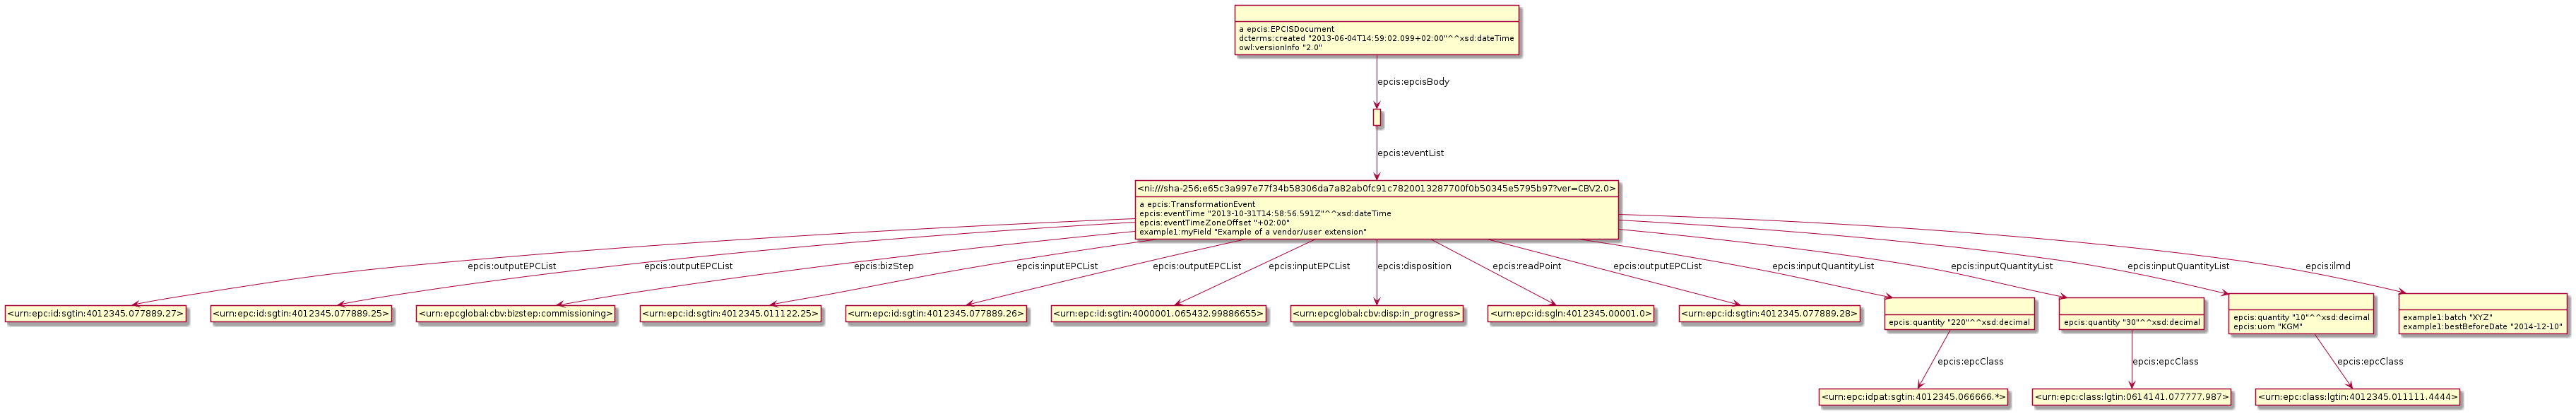 a epcis:EPCISDocument
dcterms:created "2013-06-04T14:59:02.099+02:00"^^xsd:dateTime
owl:versionInfo "2.0"
epcis:epcisBody
epcis:eventList
<ni:///sha-256;e65c3a997e77f34b58306da7a82ab0fc91c7820013287700f0b50345e5795b97?ver=CBV2.0>
a epcis:TransformationEvent
epcis:eventTime "2013-10-31T14:58:56.591Z"^^xsd:dateTime
epcis:eventTimeZoneOffset "+02:00"
example1:myField "Example of a vendor/user extension"
epcis:outputEPCList
epcis:outputEPCList
epcis:bizStep
epcis:inputEPCList
epcis:outputEPCList
epcis:inputEPCList
epcis:disposition
epcis:readPoint
epcis:outputEPCList
epcis:inputQuantityList
epcis:inputQuantityList
epcis:inputQuantityList
epcis:ilmd
<urn:epc:id:sgtin:4012345.077889.27>
<urn:epc:id:sgtin:4012345.077889.25>
<urn:epcglobal:cbv:bizstep:commissioning>
<urn:epc:id:sgtin:4012345.011122.25>
<urn:epc:id:sgtin:4012345.077889.26>
<urn:epc:id:sgtin:4000001.065432.99886655>
<urn:epcglobal:cbv:disp:in_progress>
<urn:epc:id:sgln:4012345.00001.0>
<urn:epc:id:sgtin:4012345.077889.28>
epcis:quantity "220"^^xsd:decimal
epcis:quantity "30"^^xsd:decimal
epcis:quantity "10"^^xsd:decimal
epcis:uom "KGM"
example1:batch "XYZ"
example1:bestBeforeDate "2014-12-10"
epcis:epcClass
epcis:epcClass
epcis:epcClass
<urn:epc:idpat:sgtin:4012345.066666.*>
<urn:epc:class:lgtin:0614141.077777.987>
<urn:epc:class:lgtin:4012345.011111.4444>